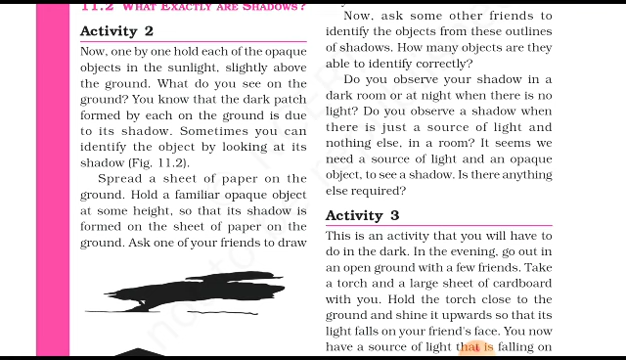 11.2 WHAT EXACTLY ARE SHADOWS?
Activity 2
Now, one by one hold each of the opaque
objects in the sunlight, slightly above
the ground. What do you see on the
ground? You know that the dark patch
formed by each on the ground is due
to its shadow. Sometimes you can
identify the object by looking at its
shadow (Fig. 11.2).
Spread a sheet of paper on the
ground. Hold a familiar opaque object
at some height, so that its shadow is
formed on the sheet of paper on the
ground. Ask one of your friends to draw
Now, ask some other friends to
identify the objects from these outlines
of shadows. How many objects are they
able to identify correctly?
Do you observe your shadow in a
dark room or at night when there is no
light? Do you observe a shadow when
there is just a source of light and
nothing else, in a room? It seems we
need a source of light and an opaque
object, to see a shadow. Is there anything
else required?
Activity 3
This is an activity that you will have to
do in the dark. In the evening, go out in
an open ground with a few friends. Take
a torch and a large sheet of cardboard
with you. Hold the torch close to the
ground and shine it upwards so that its
light falls on your friend's face. You now
have a source of light that is falling on